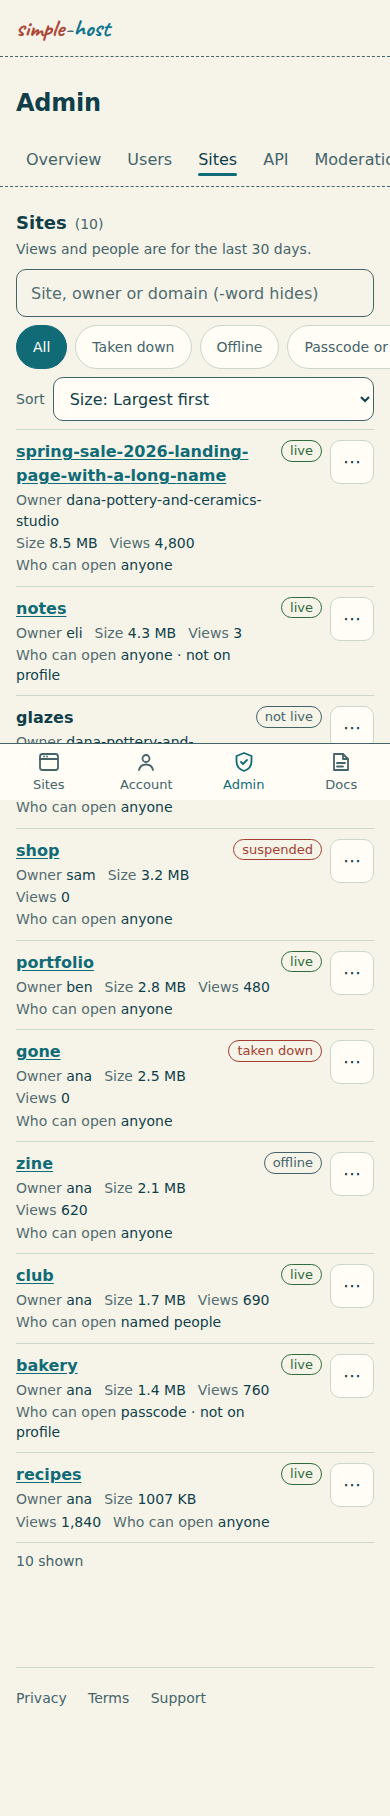 simple-host
Admin
Overview Users Sites API Moderatio
Sites (10)
Views and people are for the last 30 days.
Site, owner or domain (-word hides)
All Taken down Offline Passcode or
Sort Size: Largest first
spring-sale-2026-landing- live ...
page-with-a-long-name
Owner dana-pottery-and-ceramics-
studio
Size 8.5 MB Views 4,800
Who can open anyone
notes live ...
Owner eli Size 4.3 MB Views 3
Who can open anyone · not on
profile
glazes not live ...
Owner dana-pottery-and-
Sites Account Admin Docs
Who can open anyone
shop suspended ...
Owner sam Size 3.2 MB
Views 0
Who can open anyone
portfolio live ...
Owner ben Size 2.8 MB Views 480
Who can open anyone
gone taken down ...
Owner ana Size 2.5 MB
Views 0
Who can open anyone
zine offline ...
Owner ana Size 2.1 MB
Views 620
Who can open anyone
club live ...
Owner ana Size 1.7 MB Views 690
Who can open named people
bakery live ...
Owner ana Size 1.4 MB Views 760
Who can open passcode · not on
profile
recipes live ...
Owner ana Size 1007 KB
Views 1,840 Who can open anyone
10 shown
Privacy Terms Support